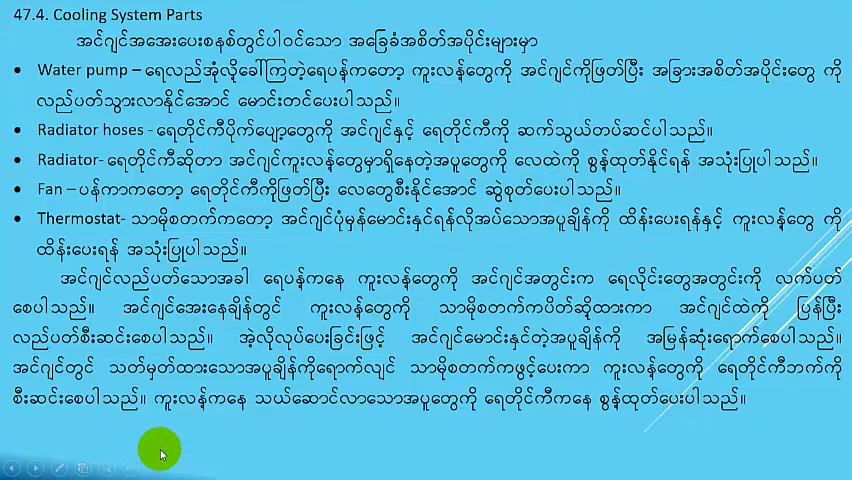 47.4. Cooling System Parts
အင်ဂျင်အအေးပေးစနစ်တွင်ပါဝင်သော အခြေခံအစိတ်အပိုင်းများမှာ
• Water pump – ရေလည်အုံလို့ခေါ်ကြတဲ့ရေပန့်ကတော့ ကူးလန့်တွေကို အင်ဂျင်ကိုဖြတ်ပြီး အခြားအစိတ်အပိုင်းတွေ ကို
လည်ပတ်သွားလာနိုင်အောင် မောင်းတင်ပေးပါသည်။
• Radiator hoses - ရေတိုင်ကီပိုက်ပျော့တွေကို အင်ဂျင်နှင့် ရေတိုင်ကီကို ဆက်သွယ်တပ်ဆင်ပါသည်။
• Radiator- ရေတိုင်ကီဆိုတာ အင်ဂျင်ကူးလန့်တွေမှာရှိနေတဲ့အပူတွေကို လေထဲကို စွန့်ထုတ်နိုင်ရန် အသုံးပြုပါသည်။
• Fan – ပန်ကာကတော့ ရေတိုင်ကီကိုဖြတ်ပြီး လေတွေစီးနိုင်အောင် ဆွဲစုတ်ပေးပါသည်။
• Thermostat- သာမိုစတက်ကတော့ အင်ဂျင်ပုံမှန်မောင်းနှင်ရန်လိုအပ်သောအပူချိန်ကို ထိန်းပေးရန်နှင့် ကူးလန့်တွေ ကို
ထိန်းပေးရန် အသုံးပြုပါသည်။
အင်ဂျင်လည်ပတ်သောအခါ ရေပန့်ကနေ ကူးလန့်တွေကို အင်ဂျင်အတွင်းက ရေလိုင်းတွေအတွင်းကို လက်ပတ်
စေပါသည်။ အင်ဂျင်အေးနေချိန်တွင် ကူးလန့်တွေကို သာမိုစတက်ကပိတ်ဆို့ထားကာ အင်ဂျင်ထဲကို ပြန်ပြီး
လည်ပတ်စီးဆင်းစေပါသည်။ အဲ့လိုလုပ်ပေးခြင်းဖြင့် အင်ဂျင်မောင်းနှင်တဲ့အပူချိန်ကို အမြန်ဆုံးရောက်စေပါသည်။
အင်ဂျင်တွင် သတ်မှတ်ထားသောအပူချိန်ကိုရောက်လျင် သာမိုစတက်ကဖွင့်ပေးကာ ကူးလန့်တွေကို ရေတိုင်ကီဘက်ကို
စီးဆင်းစေပါသည်။ ကူးလန့်ကနေ သယ်ဆောင်လာသောအပူတွေကို ရေတိုင်ကီကနေ စွန့်ထုတ်ပေးပါသည်။